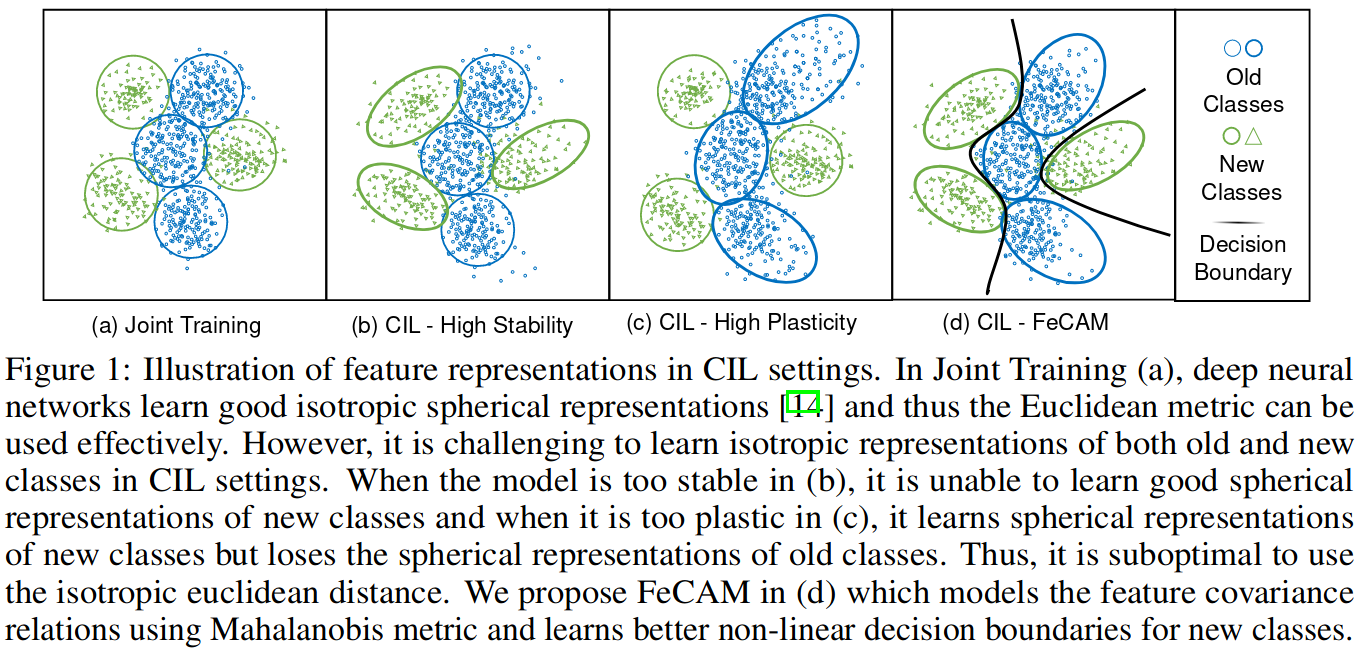 Old
Classes
New
Classes
Decision
Boundary
(a) Joint Training
(b) CIL - High Stability
(c) CIL - High Plasticity
(d) CIL - FeCAM
Figure 1: Illustration of feature representations in CIL settings. In Joint Training (a), deep neural
networks learn good isotropic spherical representations [14] and thus the Euclidean metric can be
used effectively. However, it is challenging to learn isotropic representations of both old and new
classes in CIL settings. When the model is too stable in (b), it is unable to learn good spherical
representations of new classes and when it is too plastic in (c), it learns spherical representations
of new classes but loses the spherical representations of old classes. Thus, it is suboptimal to use
the isotropic euclidean distance. We propose FeCAM in (d) which models the feature covariance
relations using Mahalanobis metric and learns better non-linear decision boundaries for new classes.